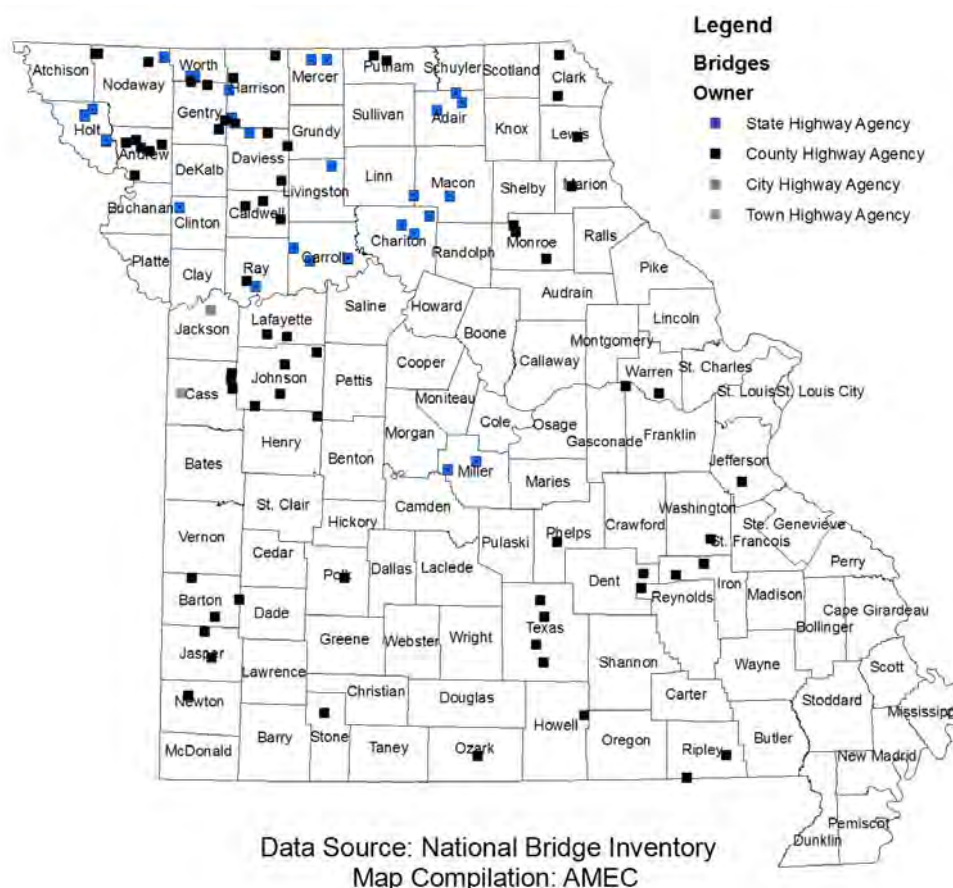 Legend
Bridges
Owner
State Highway Agency
County Highway Agency
City Highway Agency
Town Highway Agency
Atchison
Nodaway
Worth
Harrison
Mercer
Putnam
Schuyler
Scotland
Clark
Holt
Gentry
Sullivan
Adair
Knox
Lewis
Andrew
DeKalb
Daviess
Grundy
Linn
Macon
Shelby
Marion
Buchanan
Clinton
Caldwell
Livingston
Chariton
Randolph
Monroe
Ralls
Platte
Clay
Ray
Carroll
Pike
Jackson
Lafayette
Saline
Howard
Boone
Audrain
Callaway
Montgomery
Lincoln
Cass
Johnson
Pettis
Cooper
Moniteau
Warren
St. Charles
St. Louis
St. Louis City
Bates
Henry
Benton
Morgan
Cole
Osage
Gasconade
Franklin
Jefferson
Miller
Maries
St. Clair
Hickory
Camden
Pulaski
Phelps
Crawford
Washington
Ste. Genevieve
St. Francois
Perry
Vernon
Cedar
Polk
Dallas
Laclede
Dent
Reynolds
Iron
Madison
Bollinger
Cape Girardeau
Barton
Dade
Greene
Webster
Wright
Texas
Shannon
Wayne
Scott
Jasper
Lawrence
Christian
Douglas
Carter
Stoddard
Mississipp
Newton
McDonald
Barry
Stone
Taney
Ozark
Howell
Oregon
Ripley
Butler
New Madrid
Dunklin
Pemiscot
Data Source: National Bridge Inventory
Map Compilation: AMEC